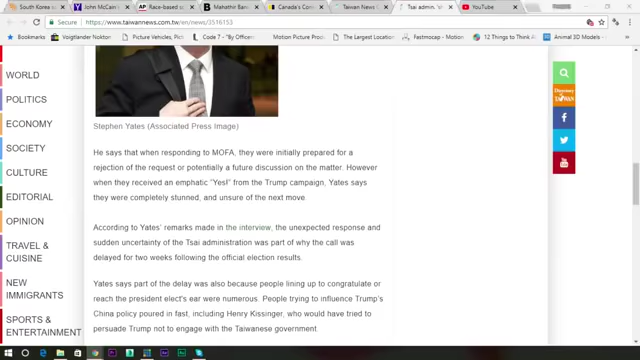 South Korea s
John McCain r
Race-based sc
Mahathir Bank
Canada's Con
Taiwan News
Tsai admin.
YouTube
Secure
https://www.taiwannews.com.tw/en/news/3516153
Voigtlander Nokton
Picture Vehicles, Pic
Motion Picture Produ
The Largest Location
Fastmocap - Motion
12 Things to Think A
Animal 3D Models
WORLD
POLITICS
ECONOMY
SOCIETY
CULTURE
EDITORIAL
OPINION
TRAVEL &
CUISINE
NEW
IMMIGRANTS
SPORTS &
ENTERTAINMENT
Stephen Yates (Associated Press Image)
He says that when responding to MOFA, they were initially prepared for a
rejection of the request or potentially a future discussion on the matter. However
when they received an emphatic "Yes!" from the Trump campaign, Yates says
they were completely stunned, and unsure of the next move
According to Yates' remarks made in the interview, the unexpected response and
sudden uncertainty of the Tsai administration was part of why the call was
delayed for two weeks following the official election results.
Yates says part of the delay was also because people lining up to congratulate or
reach the president elect's ear were numerous. People trying to influence Trump's
China policy poured in fast, including Henry Kissinger, who would have tried to
persuade Trump not to engage with the Taiwanese government
Discover
TAIWAN